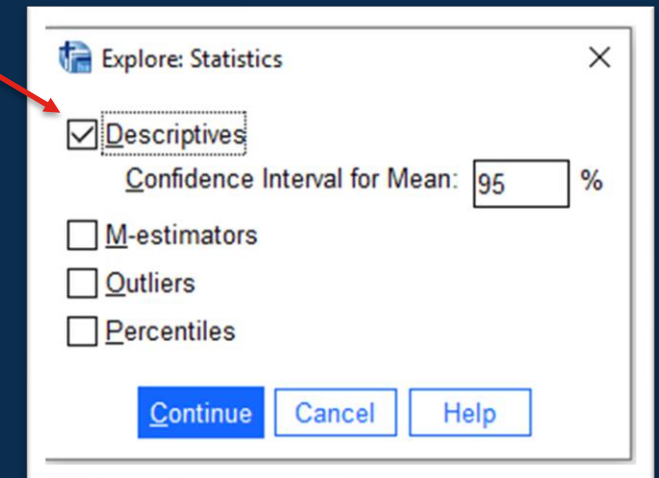 Explore: Statistics
Descriptives
Confidence Interval for Mean: 95 %
M-estimators
Outliers
Percentiles
Continue Cancel Help